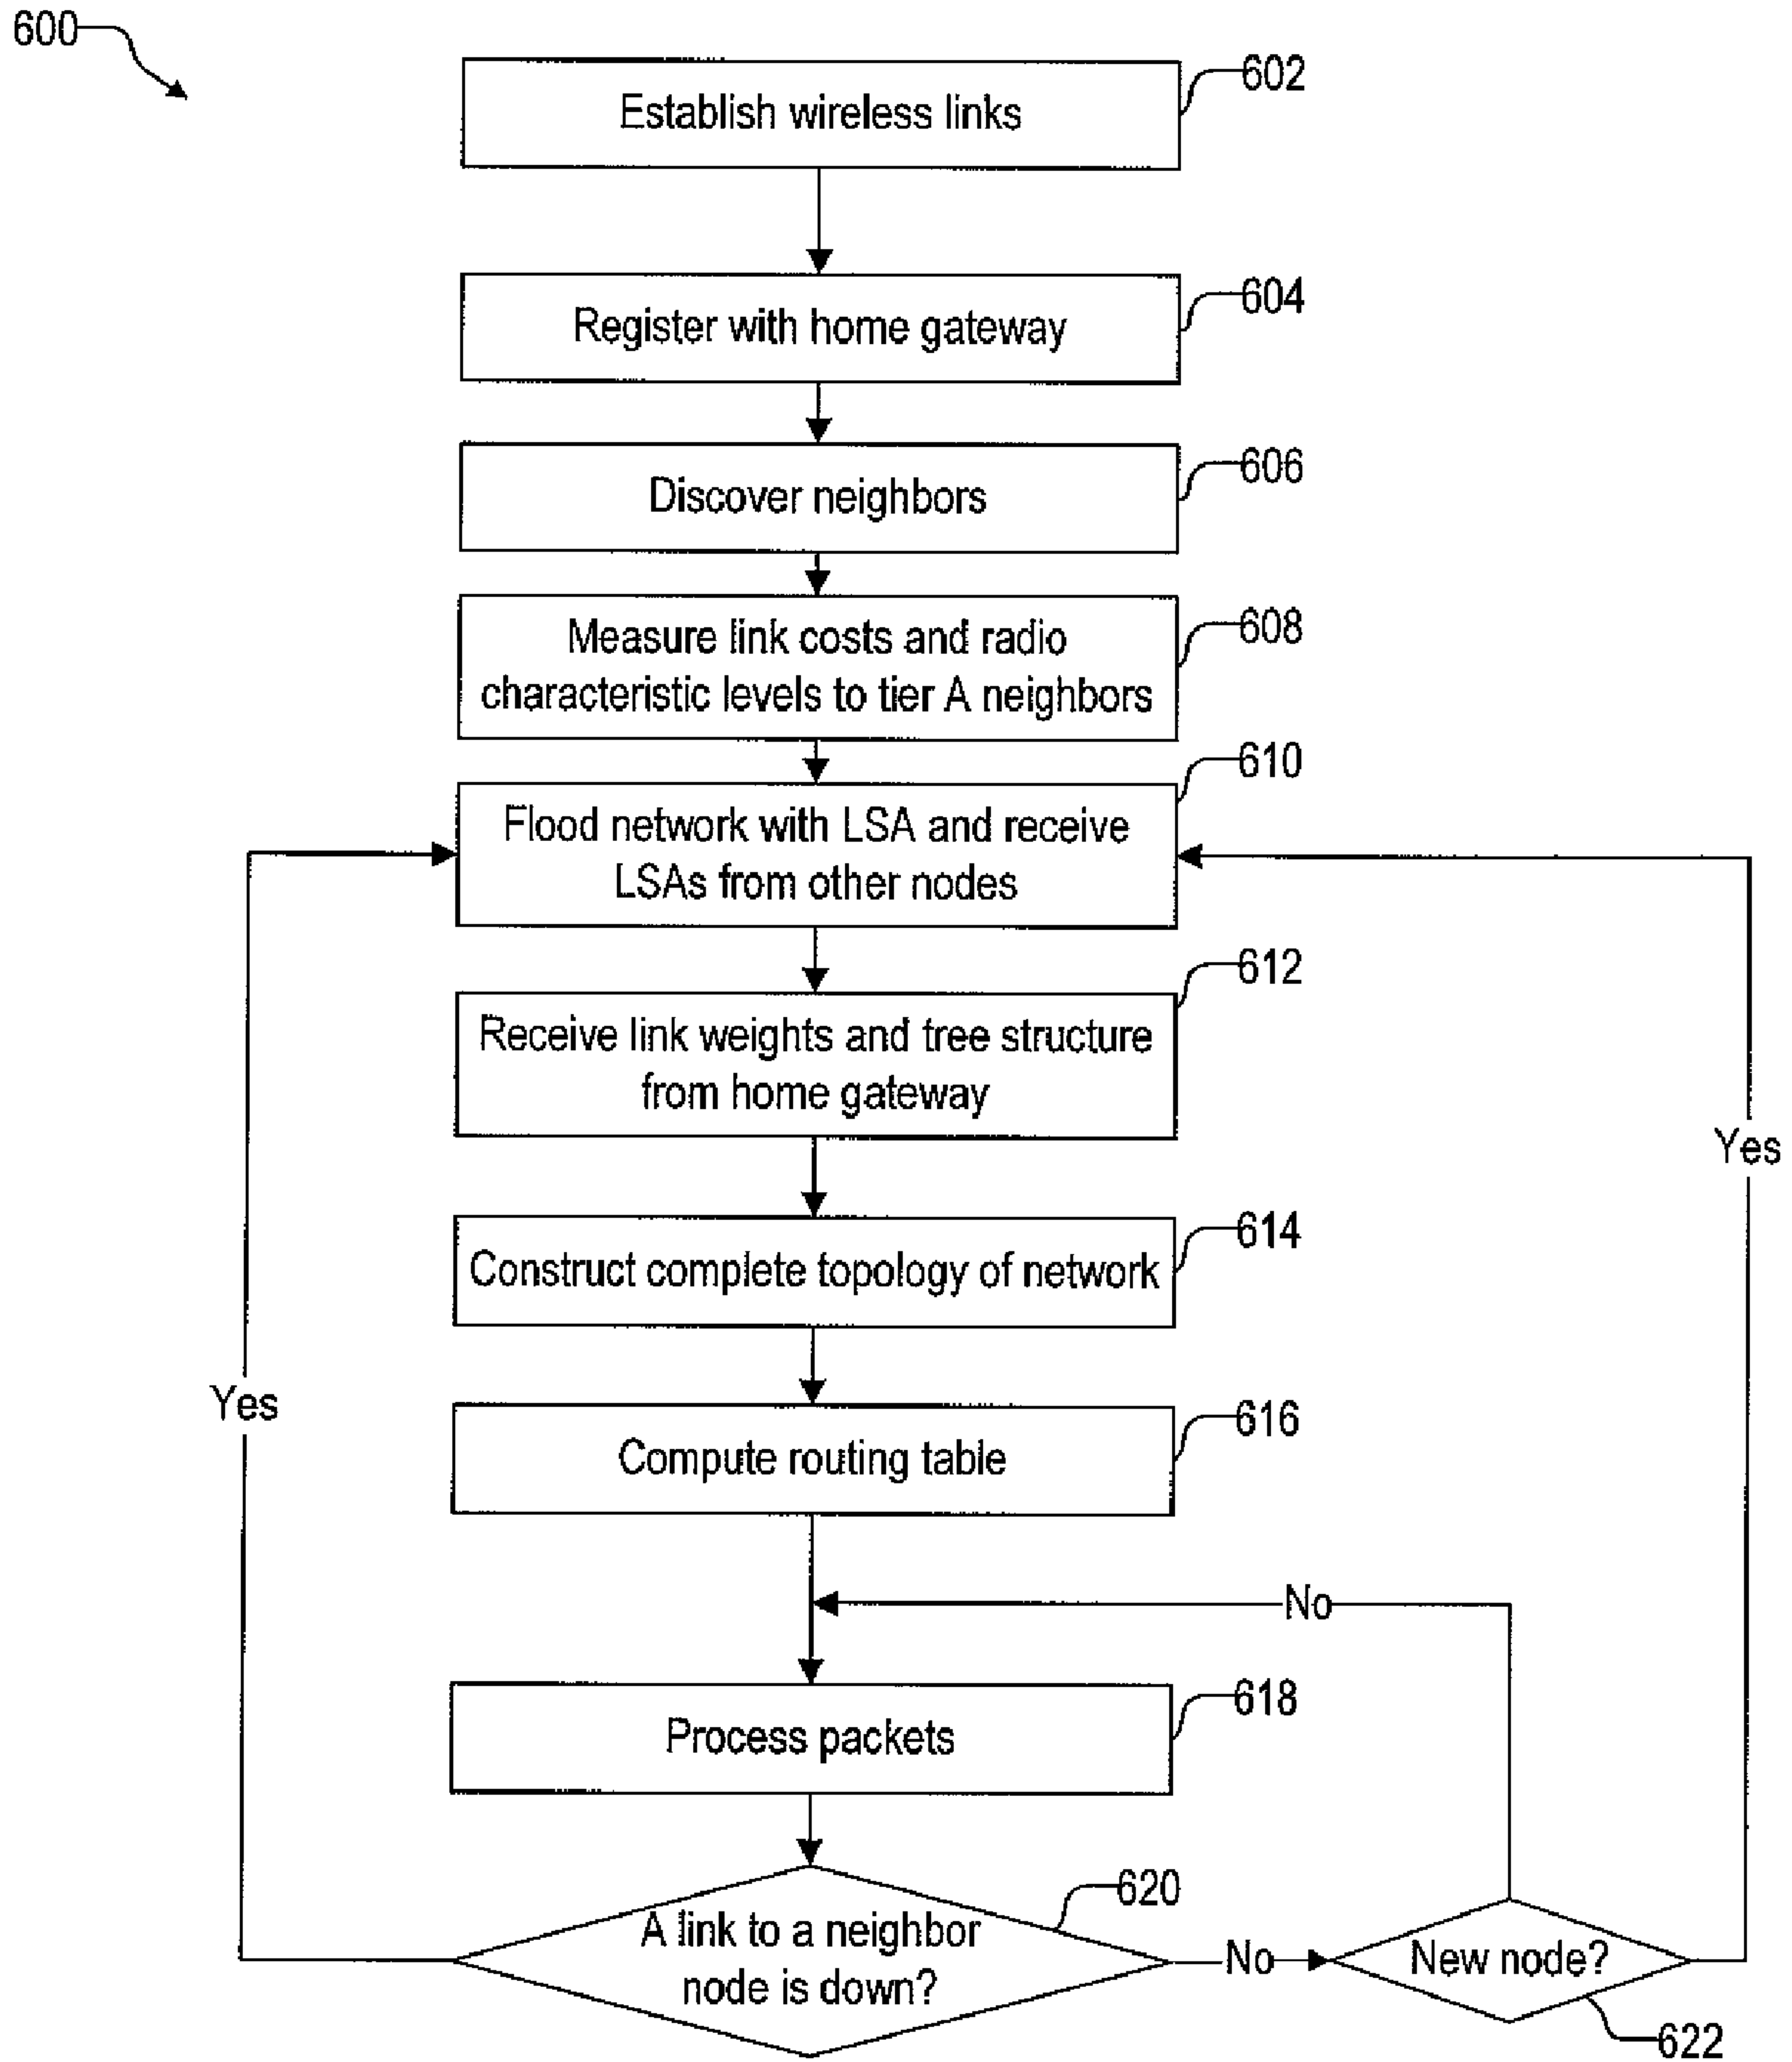 600
602
Establish wireless links
604
Register with home gateway
606
Discover neighbors
608
Measure link costs and radio
characteristic levels to tier A neighbors
610
Flood network with LSA and receive
LSAs from other nodes
612
Receive link weights and tree structure
from home gateway
Yes
614
Construct complete topology of network
Yes
616
Compute routing table
No
618
Process packets
620
A link to a neighbor
node is down?
No
New node?
622